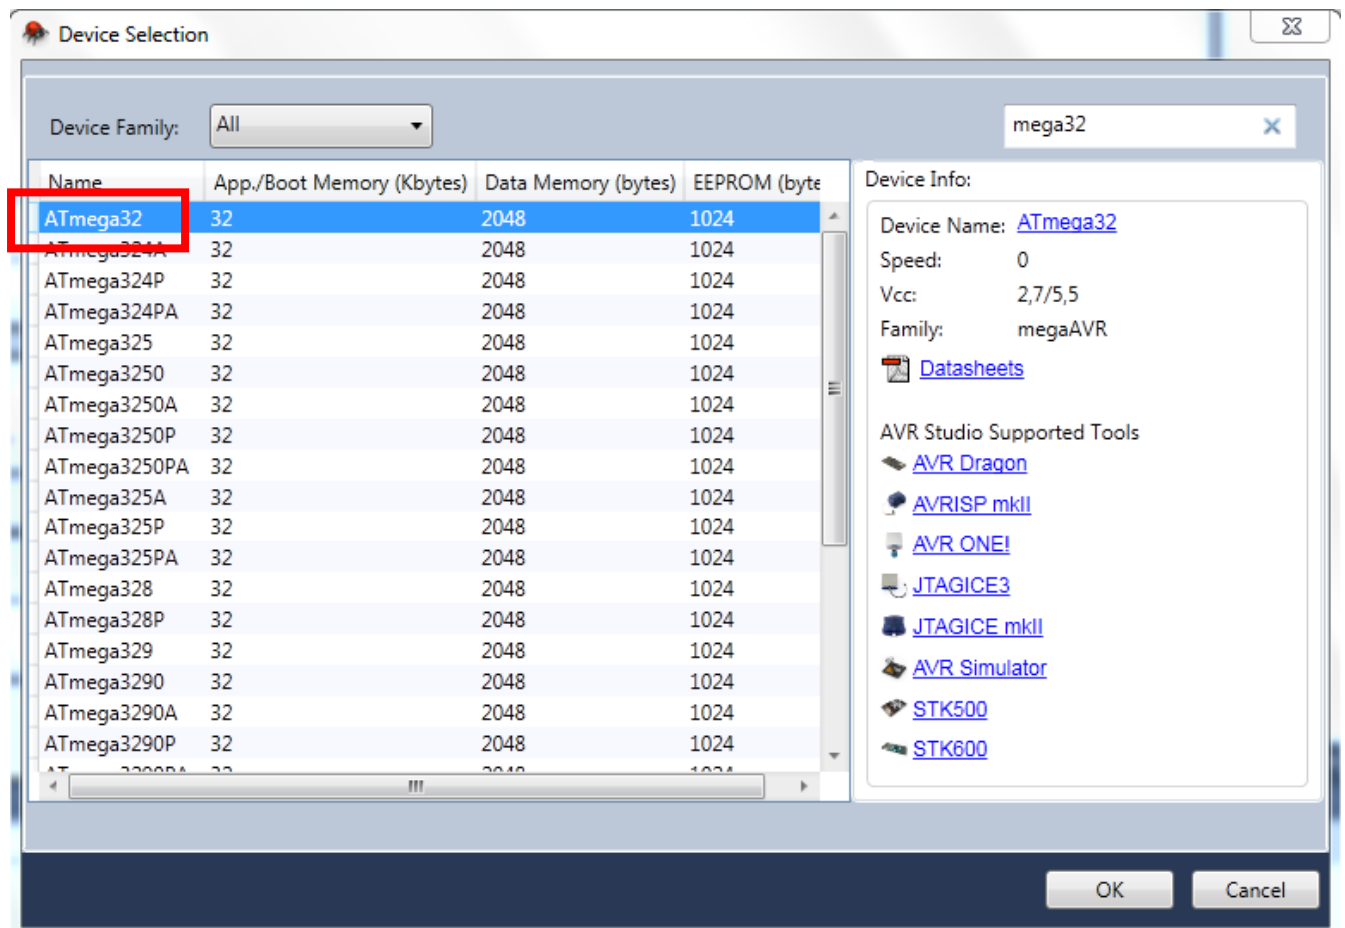 Device Selection
Device Family: All mega32
Name App./Boot Memory (Kbytes) Data Memory (bytes) EEPROM (byte
ATmega32 32 2048 1024
ATmega324A 32 2048 1024
ATmega324P 32 2048 1024
ATmega324PA 32 2048 1024
ATmega325 32 2048 1024
ATmega3250 32 2048 1024
ATmega3250A 32 2048 1024
ATmega3250P 32 2048 1024
ATmega3250PA 32 2048 1024
ATmega325A 32 2048 1024
ATmega325P 32 2048 1024
ATmega325PA 32 2048 1024
ATmega328 32 2048 1024
ATmega328P 32 2048 1024
ATmega329 32 2048 1024
ATmega3290 32 2048 1024
ATmega3290A 32 2048 1024
ATmega3290P 32 2048 1024
Device Info:
Device Name: ATmega32
Speed: 0
Vcc: 2,7/5,5
Family: megaAVR
Datasheets
AVR Studio Supported Tools
AVR Dragon
AVRISP mkII
AVR ONE!
JTAGICE3
JTAGICE mkII
AVR Simulator
STK500
STK600
OK Cancel